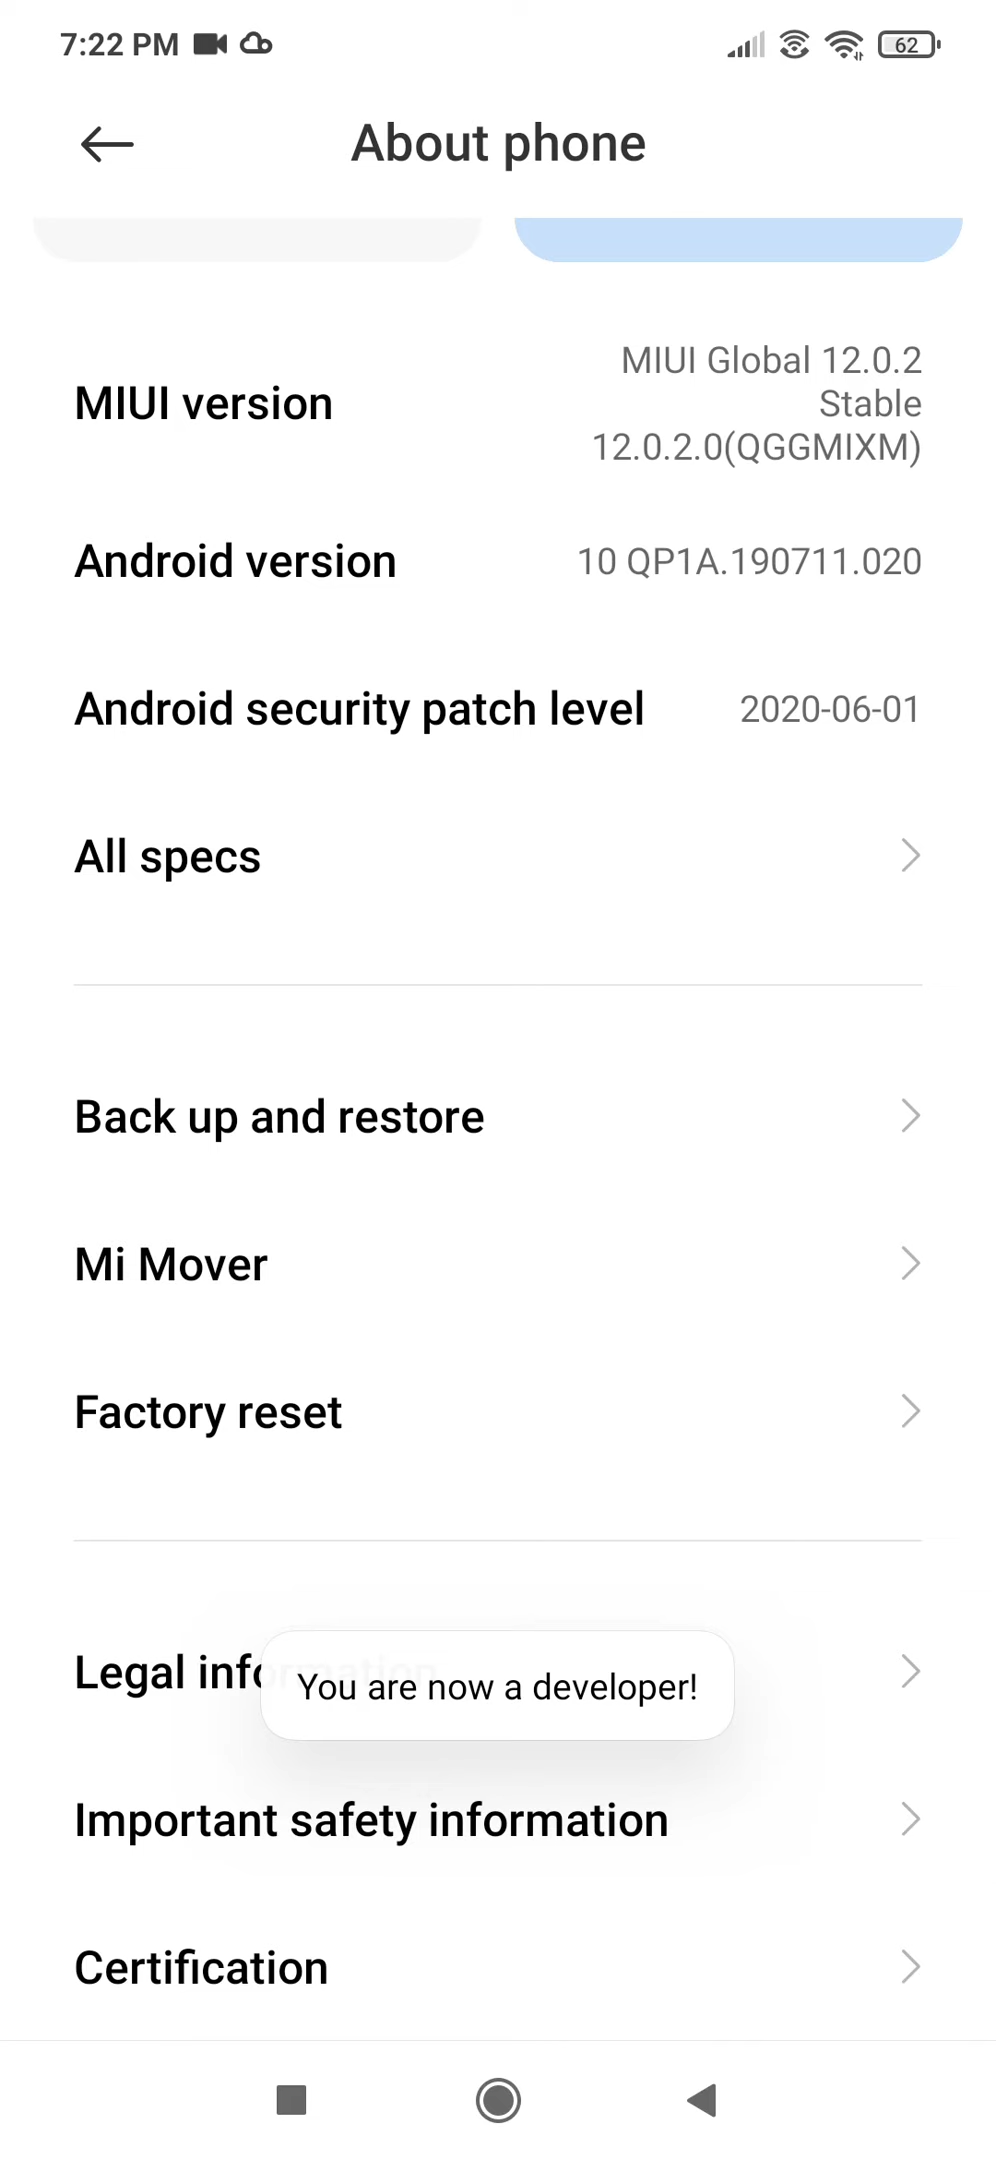 7:22 PM
62
About phone
MIUI version
MIUI Global 12.0.2
Stable
12.0.2.0(QGGMIXM)
Android version
10 QP1A.190711.020
Android security patch level
2020-06-01
All specs
Back up and restore
Mi Mover
Factory reset
Legal information
You are now a developer!
Important safety information
Certification